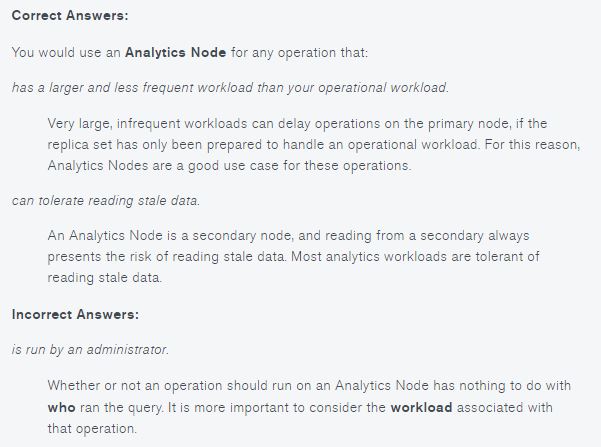 Correct Answers:
You would use an Analytics Node for any operation that:
has a larger and less frequent workload than your operational workload.
Very large, infrequent workloads can delay operations on the primary node, if the
replica set has only been prepared to handle an operational workload. For this reason,
Analytics Nodes are a good use case for these operations.
can tolerate reading stale data.
An Analytics Node is a secondary node, and reading from a secondary always
presents the risk of reading stale data. Most analytics workloads are tolerant of
reading stale data.
Incorrect Answers:
is run by an administrator.
Whether or not an operation should run on an Analytics Node has nothing to do with
who ran the query. It is more important to consider the workload associated with
that operation.